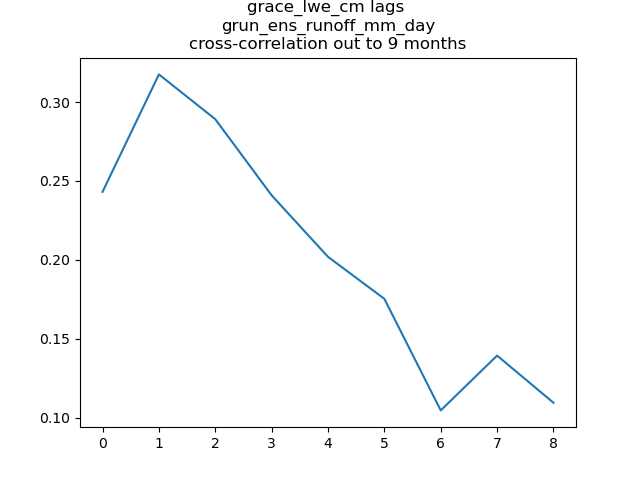 grace_lwe_cm lags
grun_ens_runoff_mm_day
cross-correlation out to 9 months
0.30
0.25
0.20
0.15
0.10
0 1 2 3 4 5 6 7 8